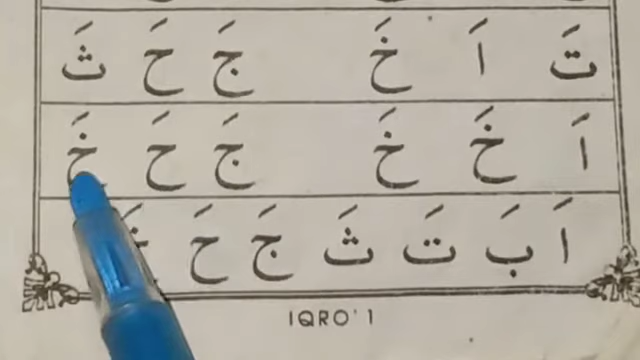 تَ اَ خَ جَ حَ ثَ
اَ خَ خَ جَ حَ خَ
اَ بَ تَ ثَ جَ حَ خَ
IQRO' 1